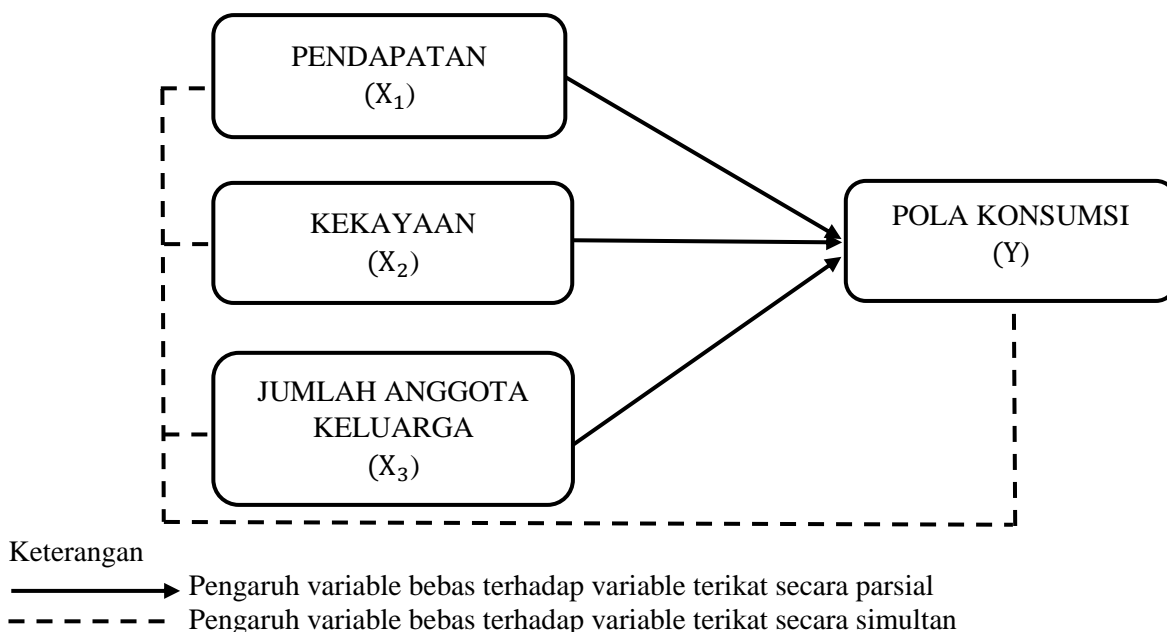 PENDAPATAN
(X₁)
KEKAYAAN
(X₂)
JUMLAH ANGGOTA
KELUARGA
(X₃)
POLA KONSUMSI
(Y)
Keterangan
Pengaruh variable bebas terhadap variable terikat secara parsial
Pengaruh variable bebas terhadap variable terikat secara simultan